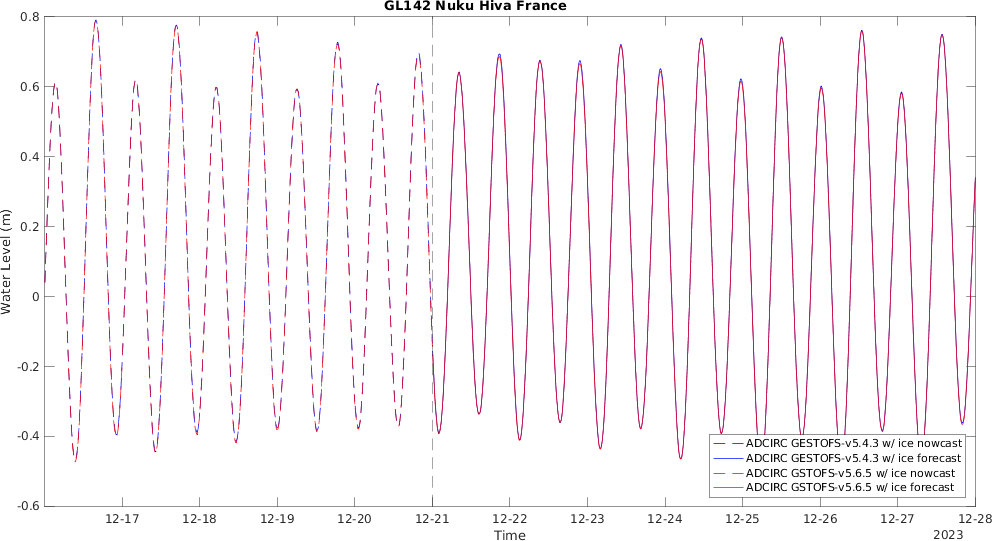 GL142 Nuku Hiva France
0.8
0.6
0.4
0.2
0
-0.2
-0.4
-0.6
Water Level (m)
ADCIRC GESTOFS-v5.4.3 w/ ice nowcast
ADCIRC GESTOFS-v5.4.3 w/ ice forecast
ADCIRC GSTOFS-v5.6.5 w/ ice nowcast
ADCIRC GSTOFS-v5.6.5 w/ ice forecast
12-17 12-18 12-19 12-20 12-21 12-22 12-23 12-24 12-25 12-26 12-27 12-28
Time
2023